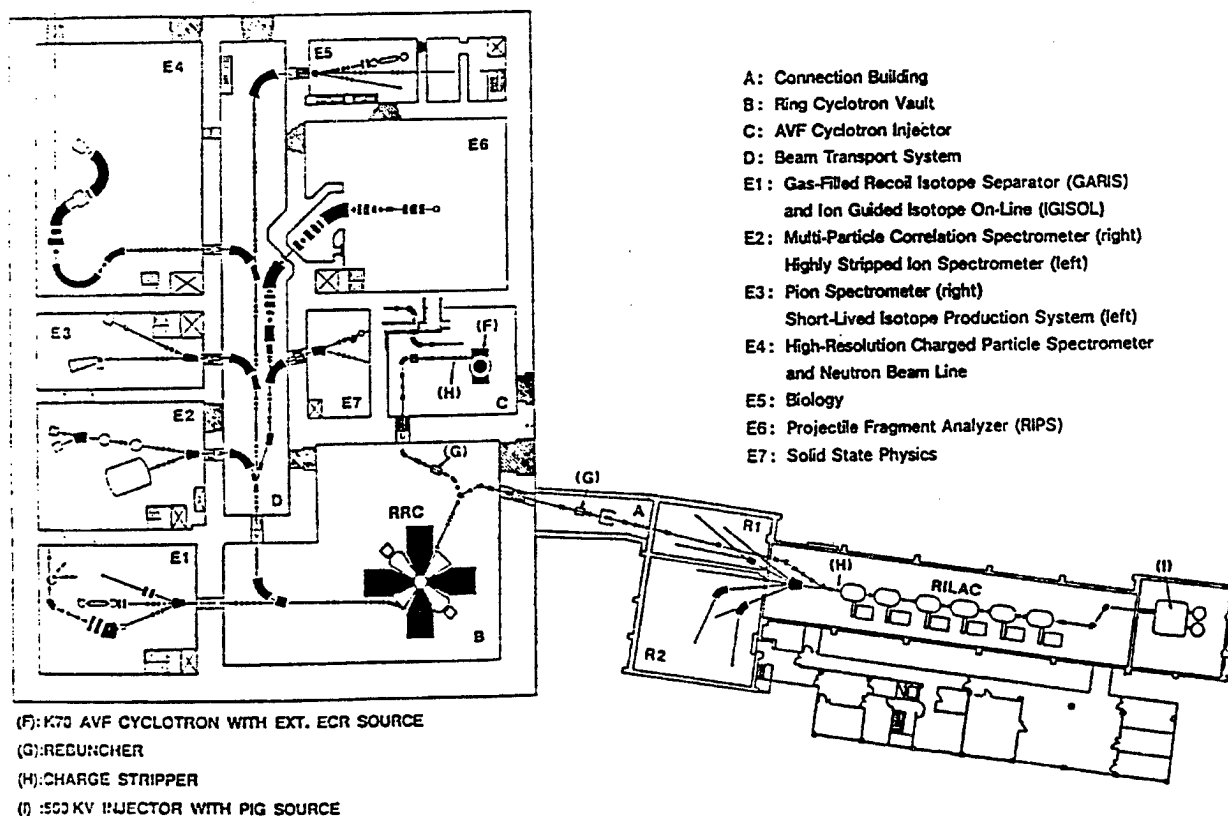 E4
E5
E6
E3
(F)
(H)
E7
C
E2
(G)
D
RRC
(G)
A
R1
E1
(H)
RILAC
(I)
B
R2
A: Connection Building
B: Ring Cyclotron Vault
C: AVF Cyclotron Injector
D: Beam Transport System
E1: Gas-Filled Recoil Isotope Separator (GARIS)
and Ion Guided Isotope On-Line (IGISOL)
E2: Multi-Particle Correlation Spectrometer (right)
Highly Stripped Ion Spectrometer (left)
E3: Pion Spectrometer (right)
Short-Lived Isotope Production System (left)
E4: High-Resolution Charged Particle Spectrometer
and Neutron Beam Line
E5: Biology
E6: Projectile Fragment Analyzer (RIPS)
E7: Solid State Physics
(F): K70 AVF CYCLOTRON WITH EXT. ECR SOURCE
(G):REBUNCHER
(H):CHARGE STRIPPER
(I) KV INJECTOR WITH PIG SOURCE